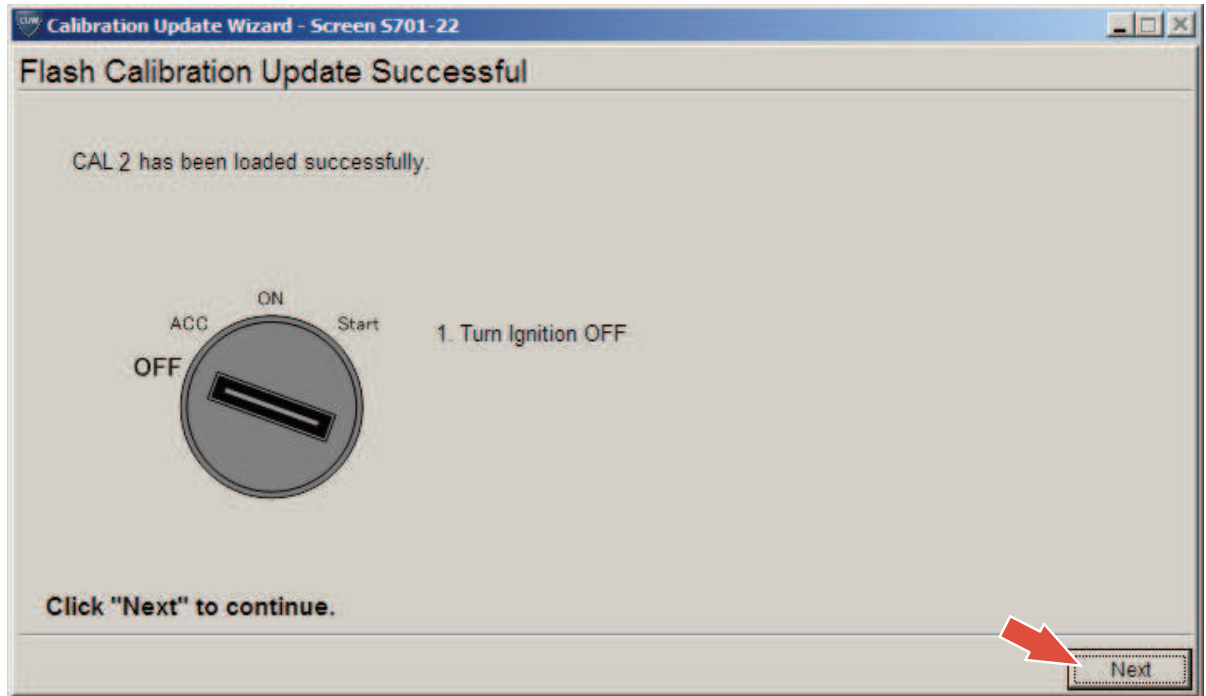 CUW Calibration Update Wizard - Screen S701-22
Flash Calibration Update Successful
CAL 2 has been loaded successfully.
ON
ACC
Start
OFF
1. Turn Ignition OFF
Click "Next" to continue.
Next